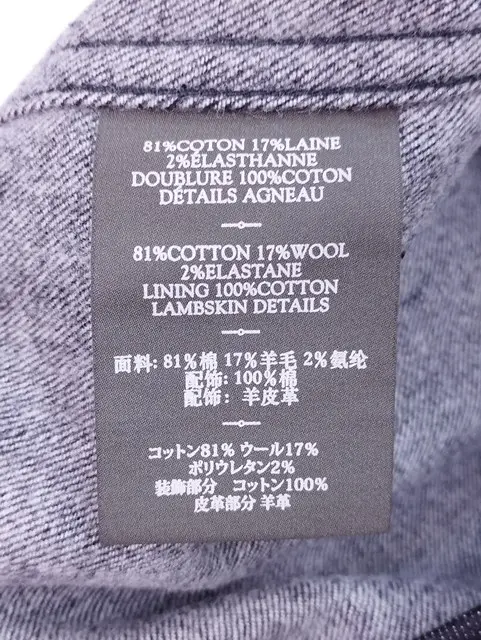 81%COTON 17%LAINE
2%ÉLASTHANNE
DOUBLURE 100%COTON
DÉTAILS AGNEAU
81%COTTON 17%WOOL
2%ELASTANE
LINING 100%COTTON
LAMBSKIN DETAILS
面料: 81%棉 17%羊毛 2%氨纶
配饰: 100%棉
配饰: 羊皮革
コットン81% ウール17%
ポリウレタン2%
装飾部分 コットン100%
皮革部分 羊革